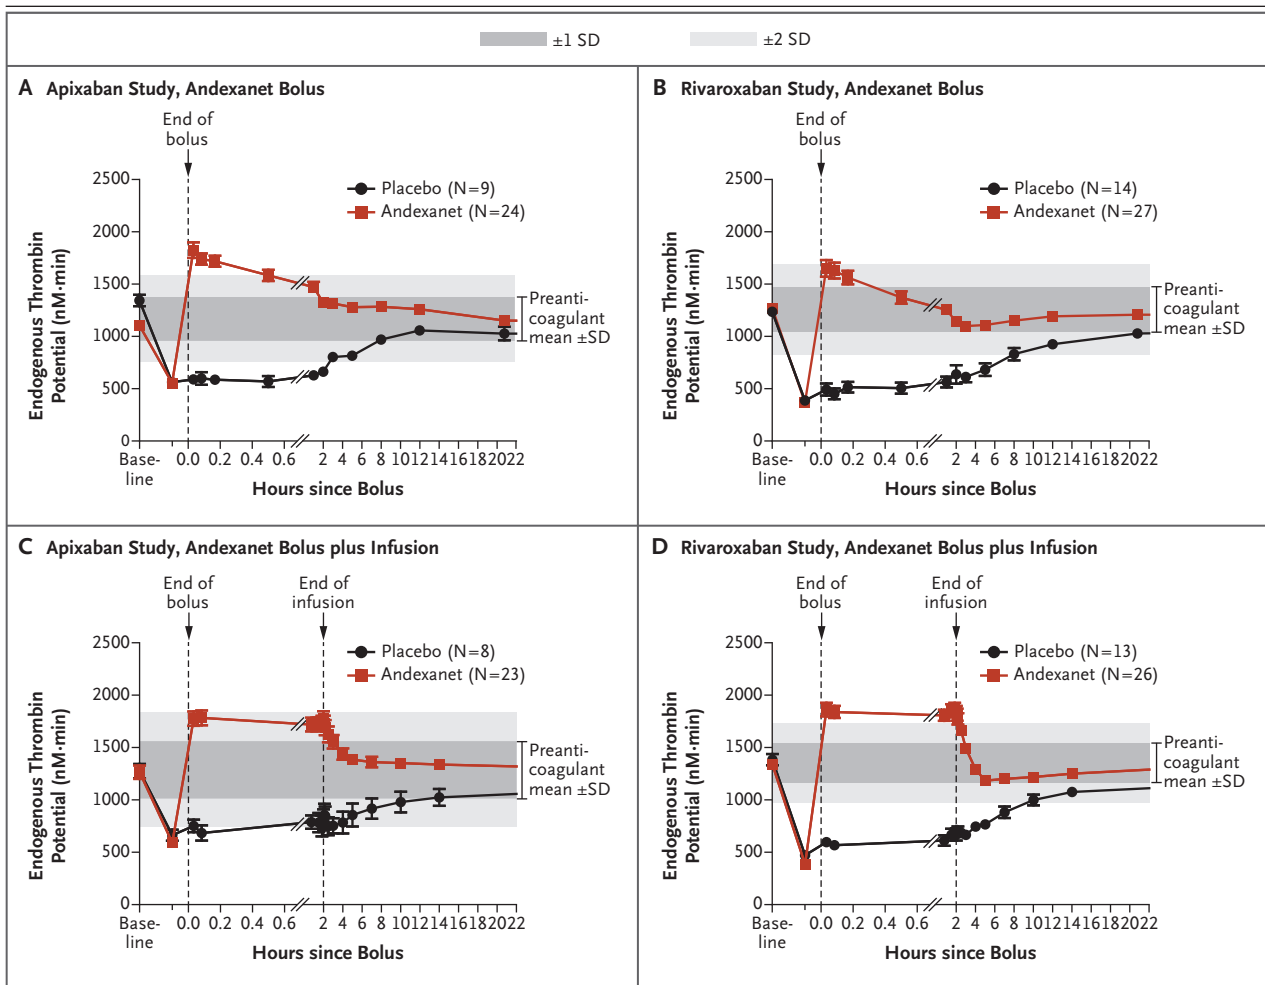 ±1 SD
±2 SD
A Apixaban Study, Andexanet Bolus
End of
bolus
Placebo (N=9)
Andexanet (N=24)
Endogenous Thrombin
Potential (nM·min)
2500
2000
1500
1000
500
0
Preanti-
coagulant
mean ±SD
Base-
line
0.0 0.2 0.4 0.6 2 4 6 8 10 12 14 16 18 20 22
Hours since Bolus
B Rivaroxaban Study, Andexanet Bolus
End of
bolus
Placebo (N=14)
Andexanet (N=27)
Endogenous Thrombin
Potential (nM·min)
2500
2000
1500
1000
500
0
Preanti-
coagulant
mean ±SD
Base-
line
0.0 0.2 0.4 0.6 2 4 6 8 10 12 14 16 18 20 22
Hours since Bolus
C Apixaban Study, Andexanet Bolus plus Infusion
End of
bolus
End of
infusion
Placebo (N=8)
Andexanet (N=23)
Endogenous Thrombin
Potential (nM·min)
2500
2000
1500
1000
500
0
Preanti-
coagulant
mean ±SD
Base-
line
0.0 0.2 0.4 0.6 2 4 6 8 10 12 14 16 18 20 22
Hours since Bolus
D Rivaroxaban Study, Andexanet Bolus plus Infusion
End of
bolus
End of
infusion
Placebo (N=13)
Andexanet (N=26)
Endogenous Thrombin
Potential (nM·min)
2500
2000
1500
1000
500
0
Preanti-
coagulant
mean ±SD
Base-
line
0.0 0.2 0.4 0.6 2 4 6 8 10 12 14 16 18 20 22
Hours since Bolus